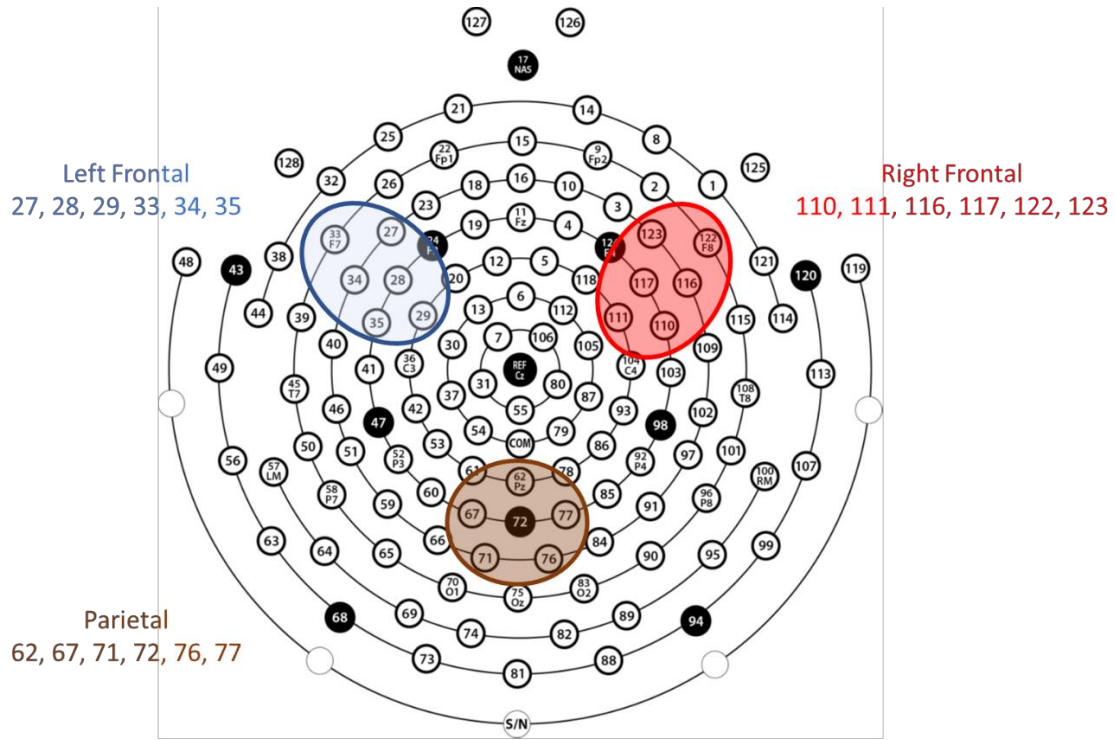 127 126
17
NAS
21 14
25 15 8
22
Fp1
9
Fp2
128 125
Left Frontal
27, 28, 29, 33, 34, 35
Right Frontal
110, 111, 116, 117, 122, 123
32 26 18 16 10 2 1
23 19 11
Fz
4 3
33
F7
27 24 123 122
F8
48 43 38 12 5 121 120 119
34 28 20 118 117 116
44 35 29 13 6 112 111 110 115 114
39 40 30 7 106 105 109
49 41 36
C3
REF
Cz
104
C4
103 113
45
T7
31 80 108
T8
46 42 37 55 87 93 102
47 54 COM 79 98
51 53 86 97 101
50 52
P3
92
P4
56 57
LM
61 62
Pz
78 100
RM
107
58
P7
60 85 96
P8
59 67 72 77 91
63 66 84 99
64 65 71 76 90 95
70
O1
75
Oz
83
O2
Parietal
62, 67, 71, 72, 76, 77
68 69 89 94
74 82
73 81 88
S/N